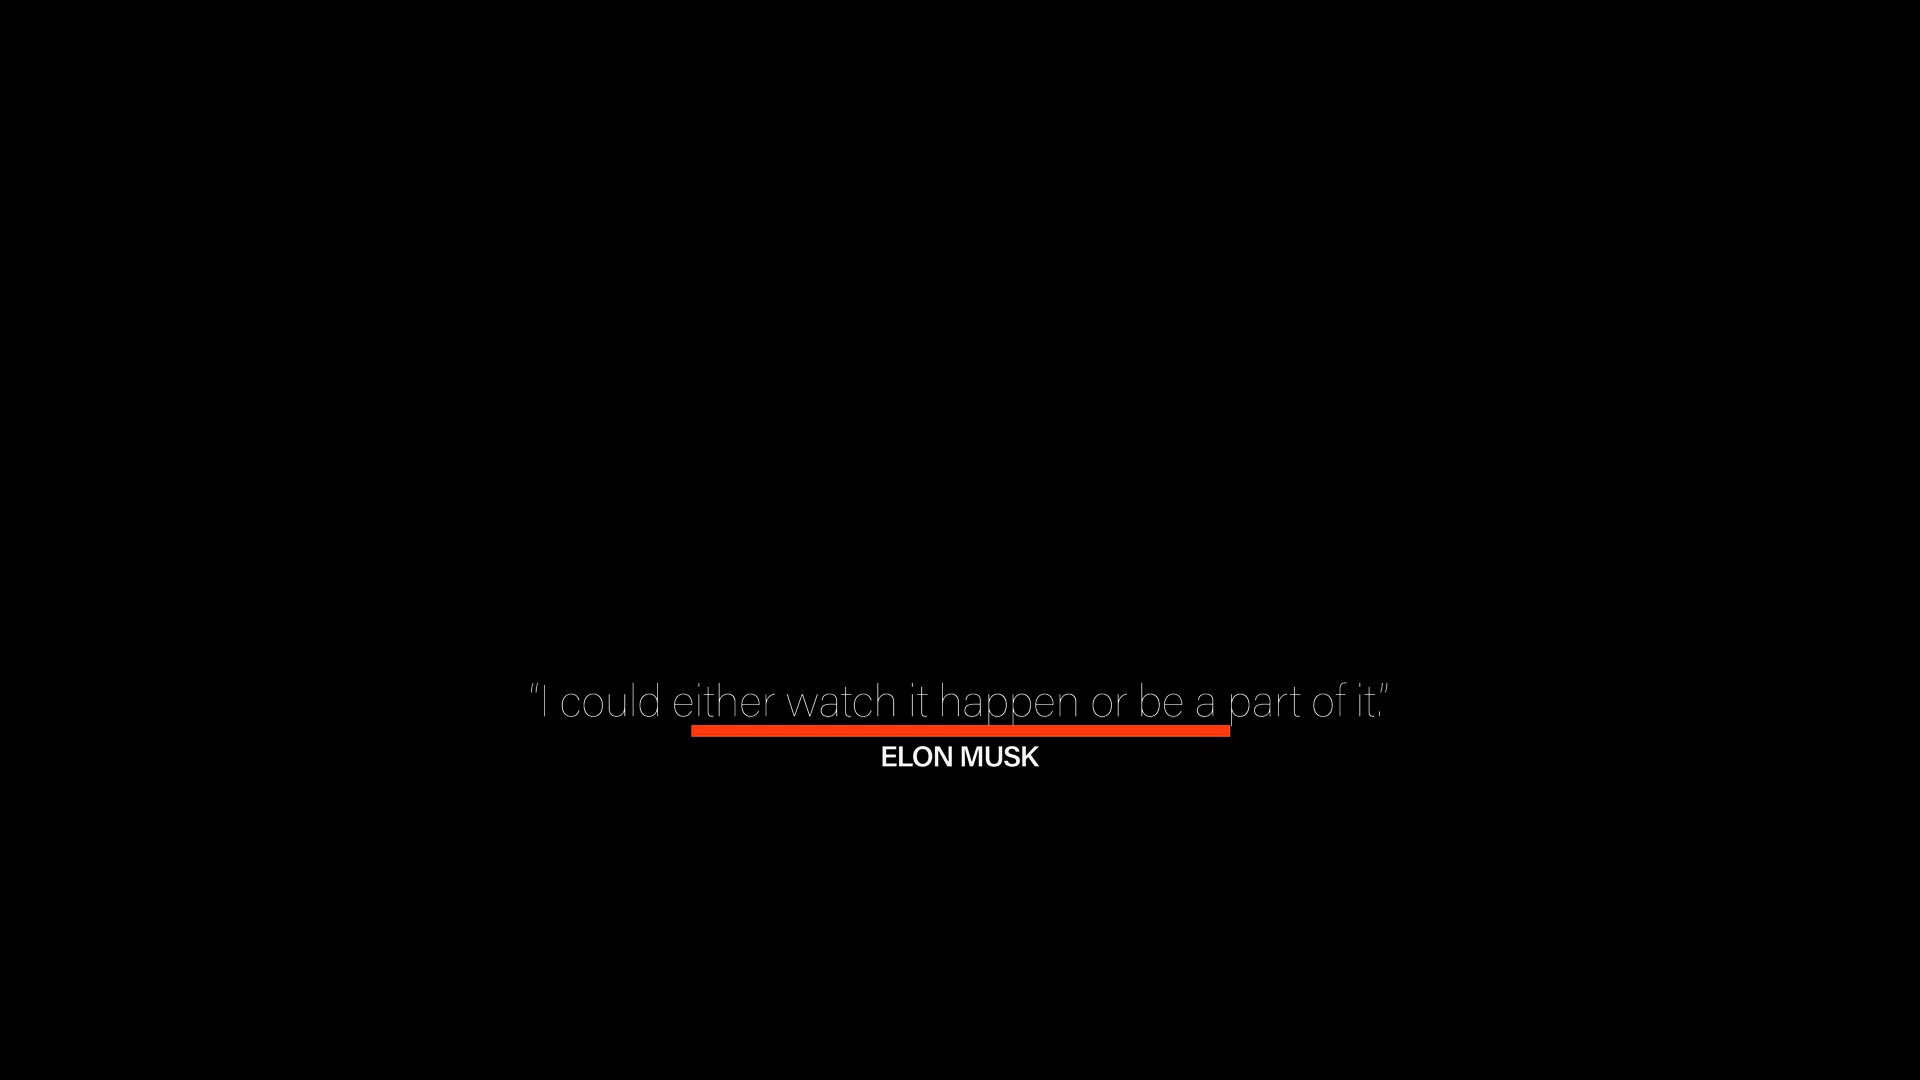 “I could either watch it happen or be a part of it.”
ELON MUSK